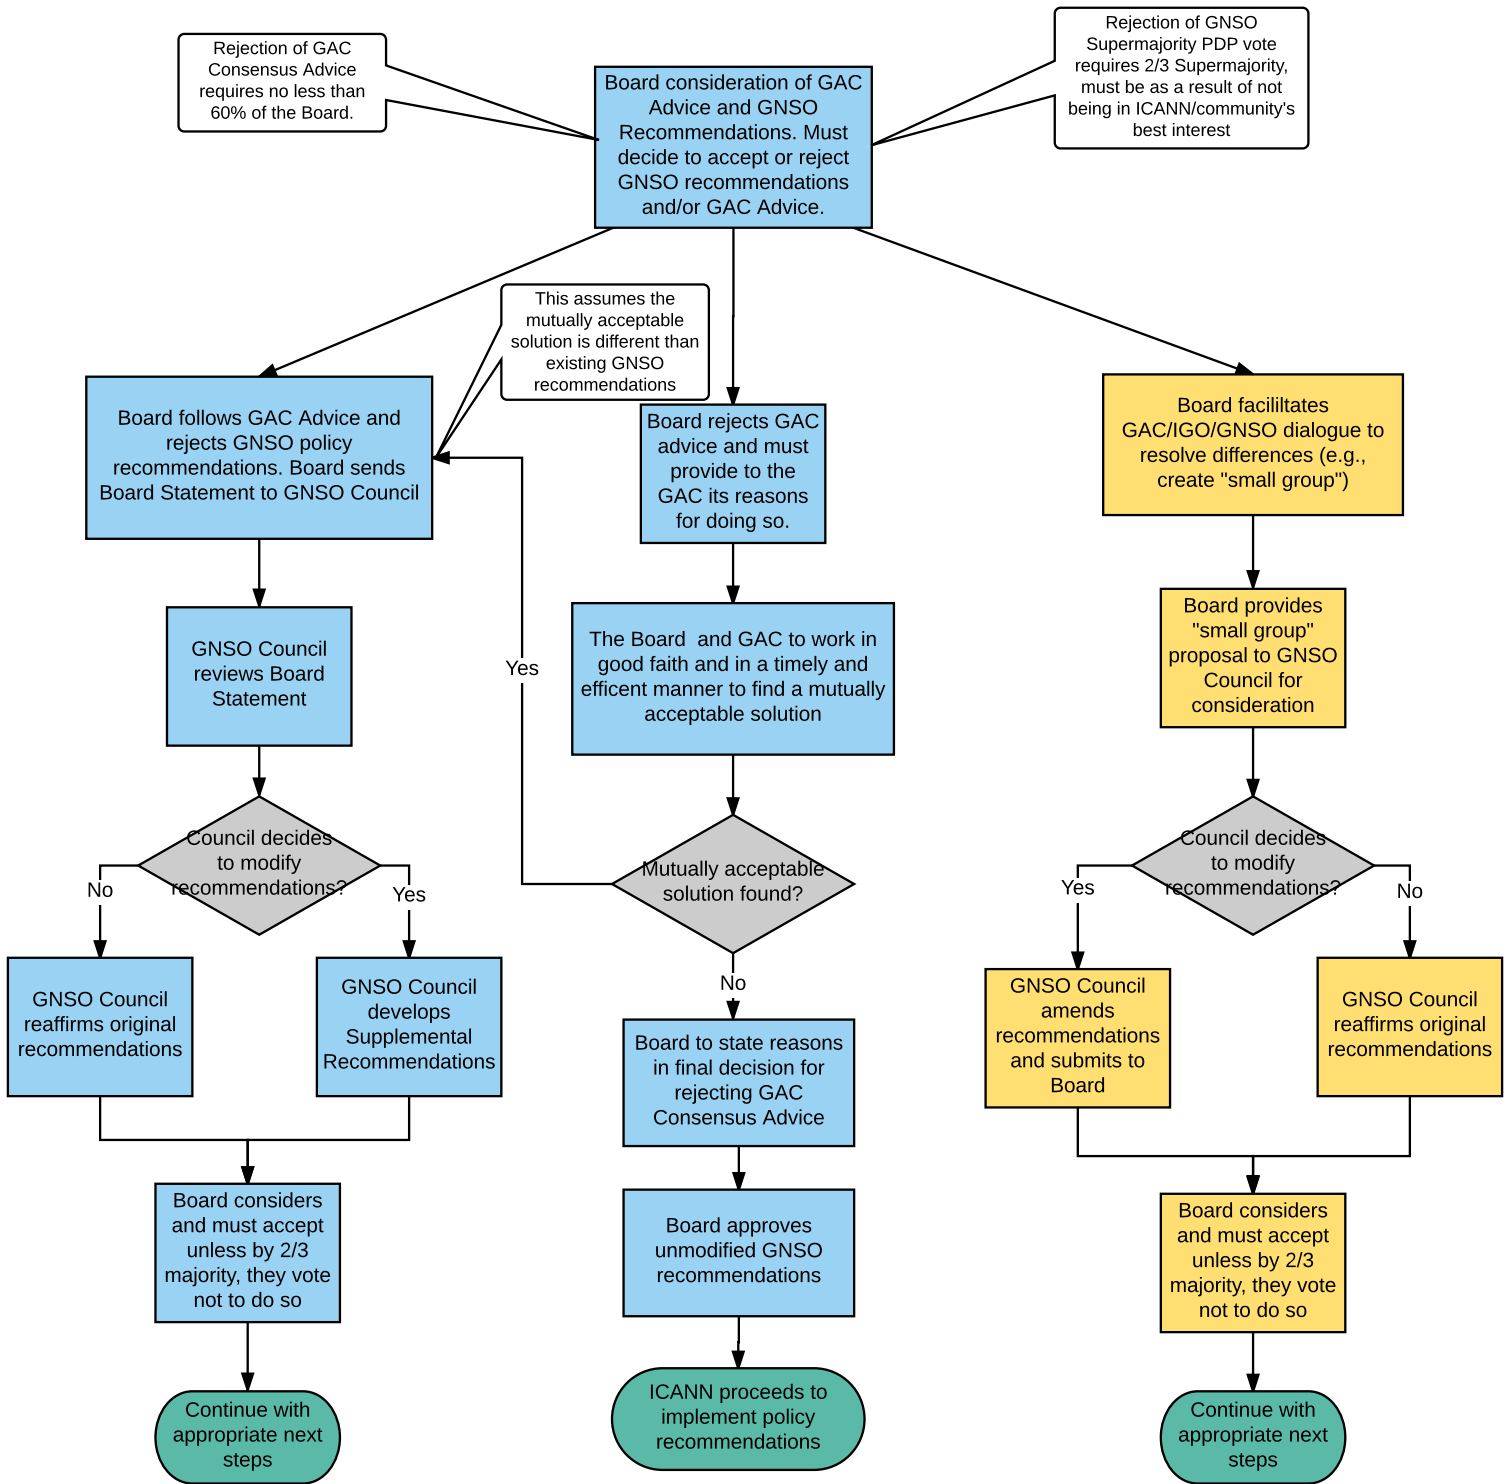 Rejection of GAC
Consensus Advice
requires no less than
60% of the Board.
Board consideration of GAC
Advice and GNSO
Recommendations. Must
decide to accept or reject
GNSO recommendations
and/or GAC Advice.
Rejection of GNSO
Supermajority PDP vote
requires 2/3 Supermajority,
must be as a result of not
being in ICANN/community's
best interest
This assumes the
mutually acceptable
solution is different than
existing GNSO
recommendations
Board follows GAC Advice and
rejects GNSO policy
recommendations. Board sends
Board Statement to GNSO Council
Board rejects GAC
advice and must
provide to the
GAC its reasons
for doing so.
Board facililtates
GAC/IGO/GNSO dialogue to
resolve differences (e.g.,
create "small group")
GNSO Council
reviews Board
Statement
Yes
The Board  and GAC to work in
good faith and in a timely and
efficent manner to find a mutually
acceptable solution
Board provides
"small group"
proposal to GNSO
Council for
consideration
Council decides
to modify
recommendations?
No
Yes
Mutually acceptable
solution found?
No
Council decides
to modify
recommendations?
Yes
No
GNSO Council
reaffirms original
recommendations
GNSO Council
develops
Supplemental
Recommendations
Board to state reasons
in final decision for
rejecting GAC
Consensus Advice
GNSO Council
amends
recommendations
and submits to
Board
GNSO Council
reaffirms original
recommendations
Board considers
and must accept
unless by 2/3
majority, they vote
not to do so
Board approves
unmodified GNSO
recommendations
Board considers
and must accept
unless by 2/3
majority, they vote
not to do so
Continue with
appropriate next
steps
ICANN proceeds to
implement policy
recommendations
Continue with
appropriate next
steps